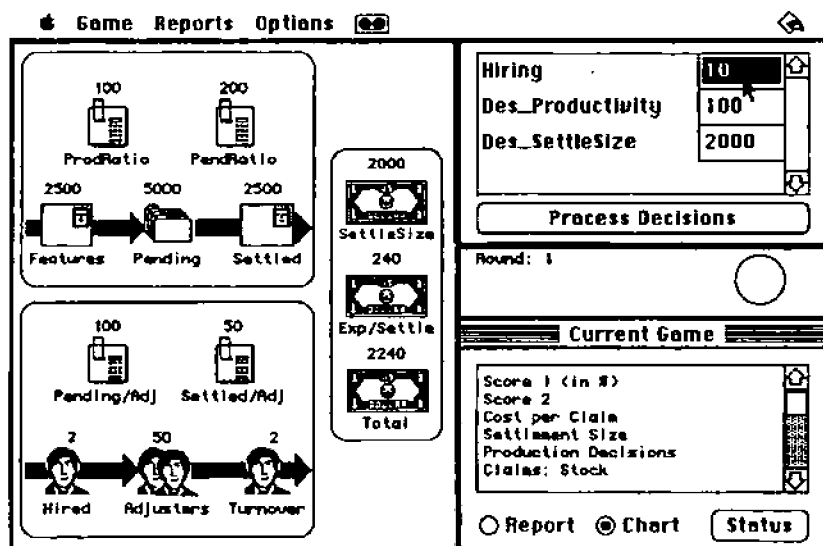 Game Reports Options
100 200
ProdRatio PendRatio
2500 5000 2500
Features Pending Settled
100 50
Pending/Adj Settled/Adj
2 50 2
Hired Adjusters Turnover
2000
SettleSize
240
Exp/Settle
2240
Total
Hiring 10
Des_Productivity 100
Des_SettleSize 2000
Process Decisions
Round: 1
Current Game
Score 1 (in $)
Score 2
Cost per Claim
Settlement Size
Production Decisions
Claims: Stock
Report Chart Status